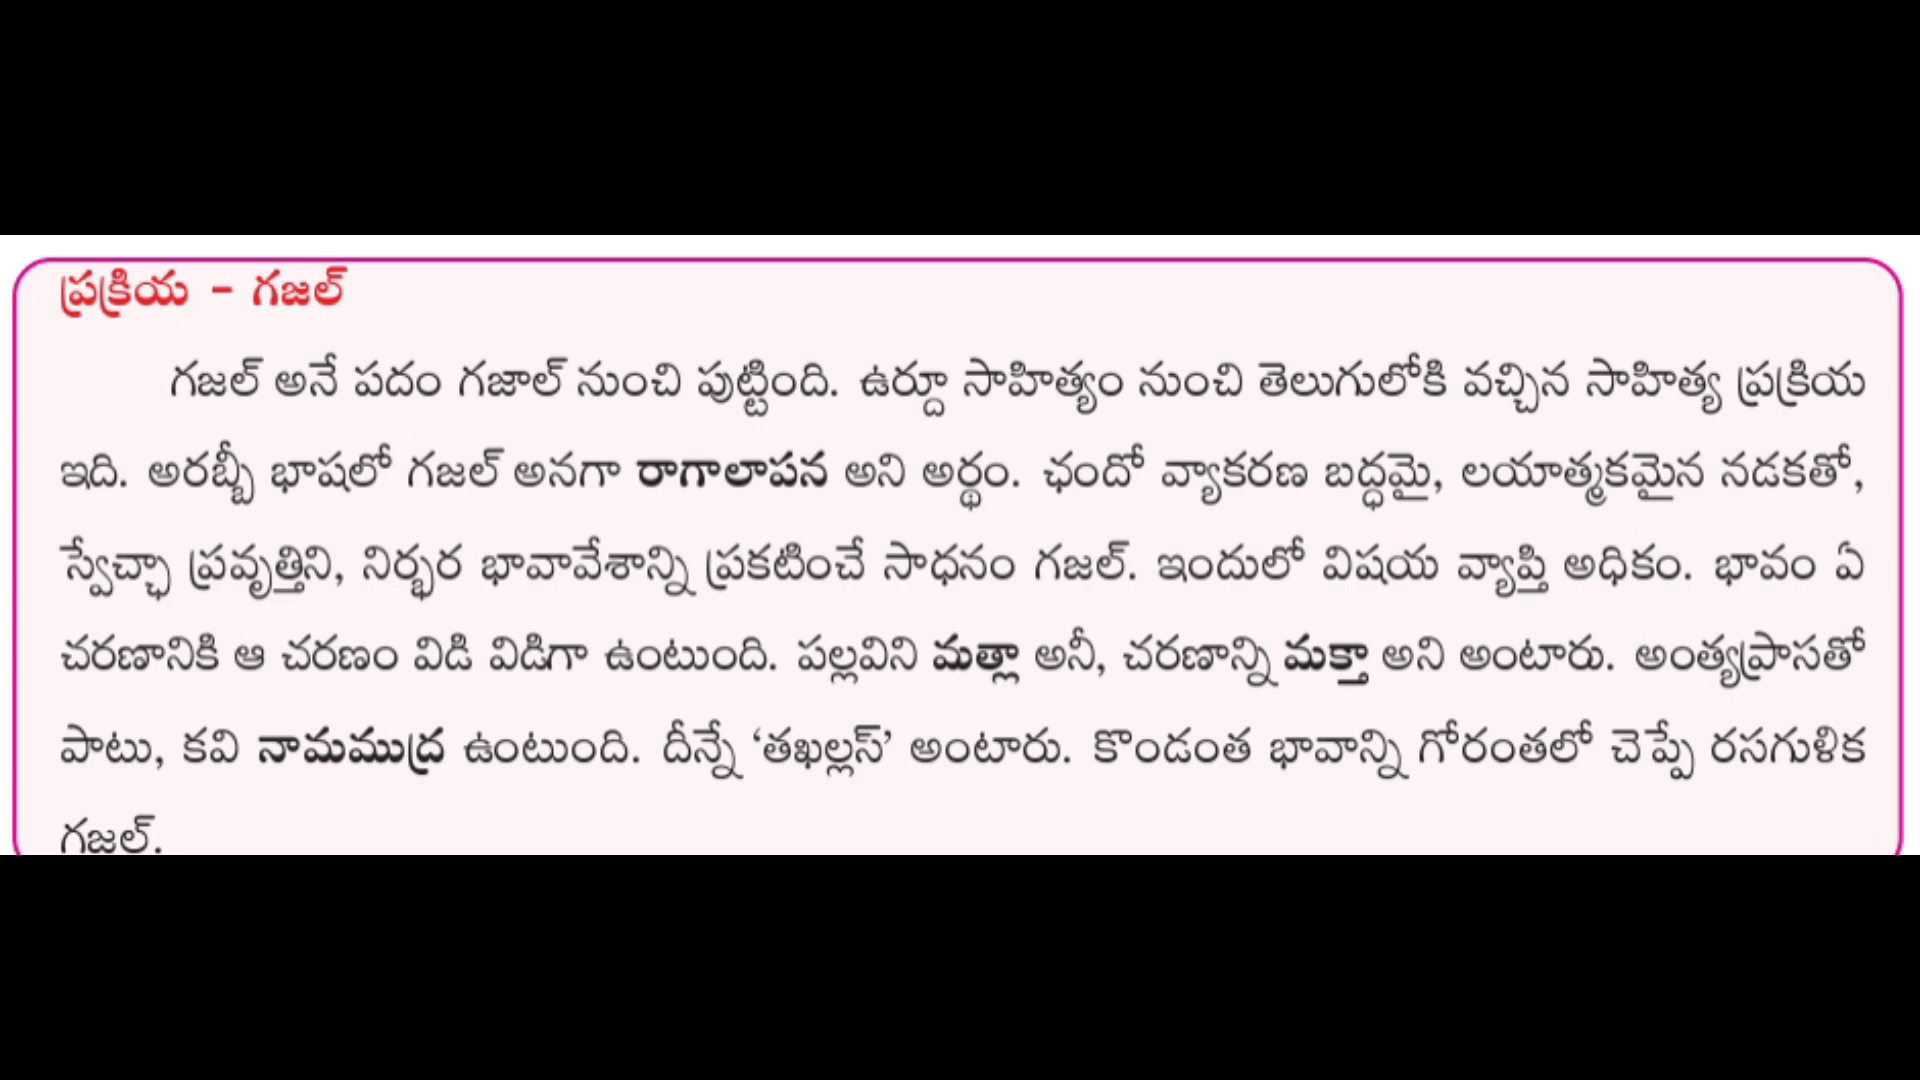 ప్రక్రియ - గజల్
గజల్ అనే పదం గజాల్ నుంచి పుట్టింది. ఉర్దూ సాహిత్యం నుంచి తెలుగులోకి వచ్చిన సాహిత్య ప్రక్రియ
ఇది. అరబ్బీ భాషలో గజల్ అనగా రాగాలాపన అని అర్థం. ఛందో వ్యాకరణ బద్ధమై, లయాత్మకమైన నడకతో,
స్వేచ్ఛా ప్రవృత్తిని, నిర్భర భావావేశాన్ని ప్రకటించే సాధనం గజల్. ఇందులో విషయ వ్యాప్తి అధికం. భావం ఏ
చరణానికి ఆ చరణం విడి విడిగా ఉంటుంది. పల్లవిని మత్లా అనీ, చరణాన్ని మక్తా అని అంటారు. అంత్యప్రాసతో
పాటు, కవి నామముద్ర ఉంటుంది. దీన్నే ‘తఖల్లస్’ అంటారు. కొండంత భావాన్ని గోరంతలో చెప్పే రసగుళిక
గజల్.